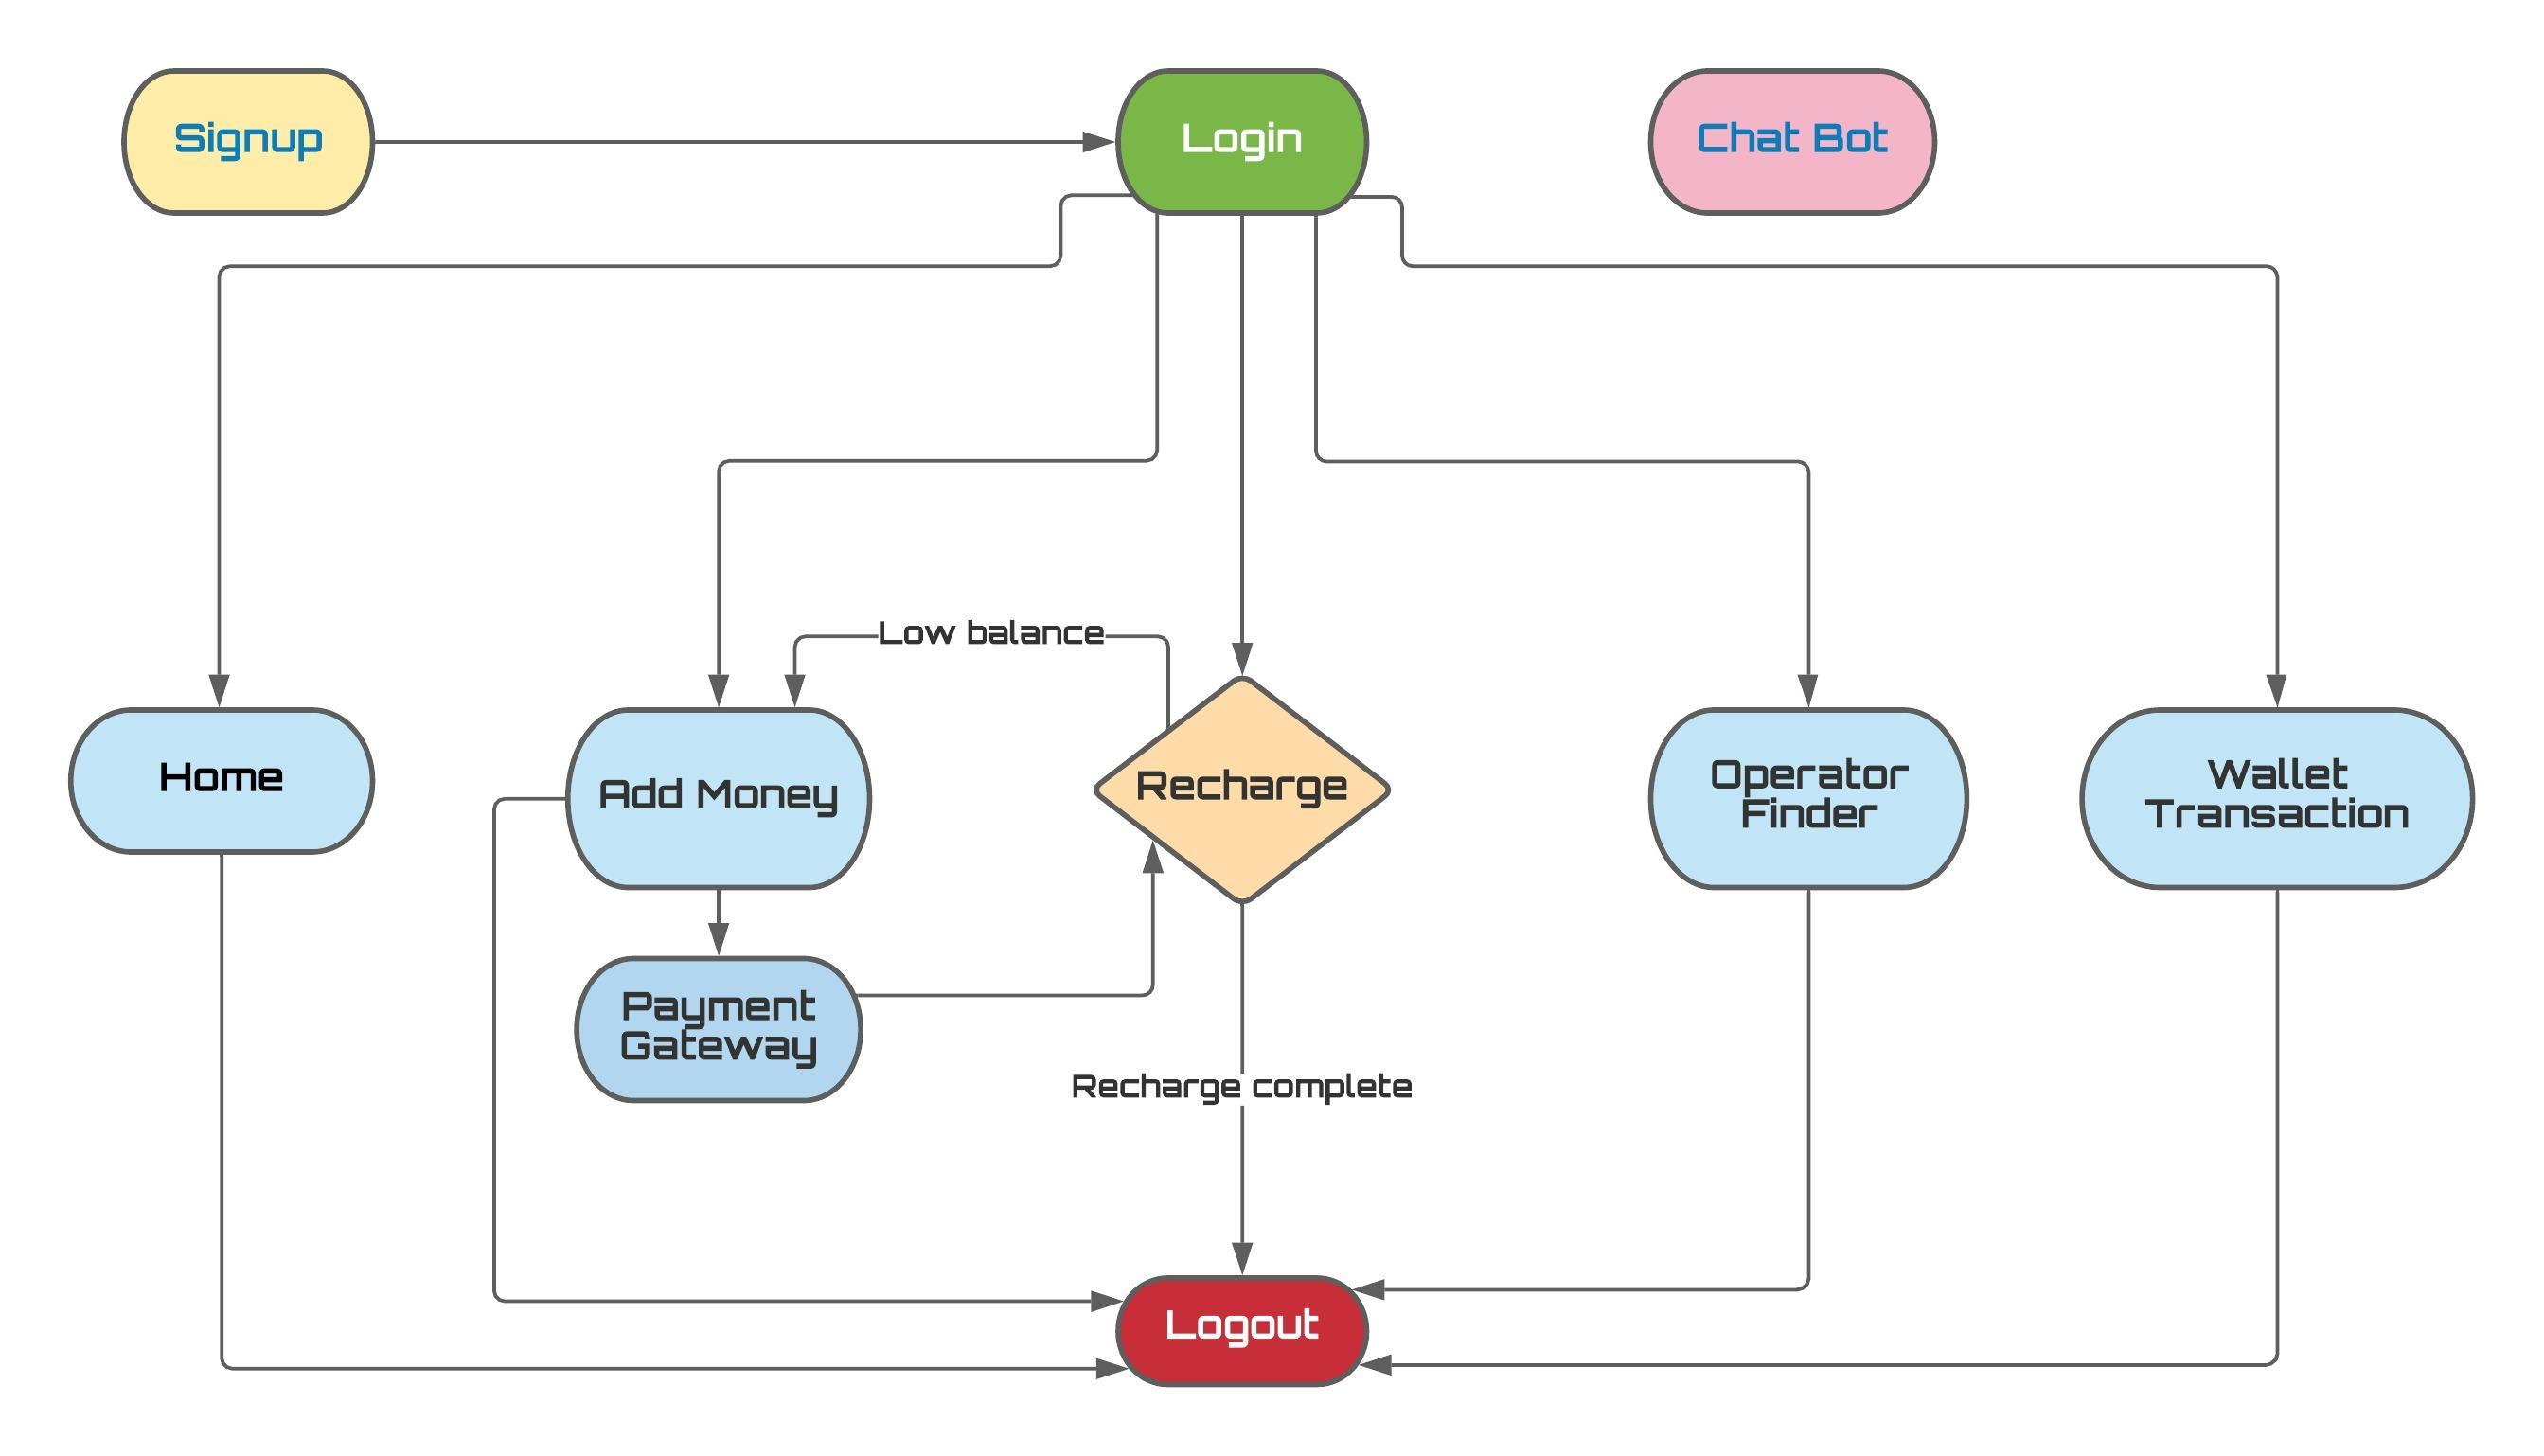 Signup
Login
Chat Bot
Low balance
Home
Add Money
Recharge
Operator
Finder
Wallet
Transaction
Payment
Gateway
Recharge complete
Logout